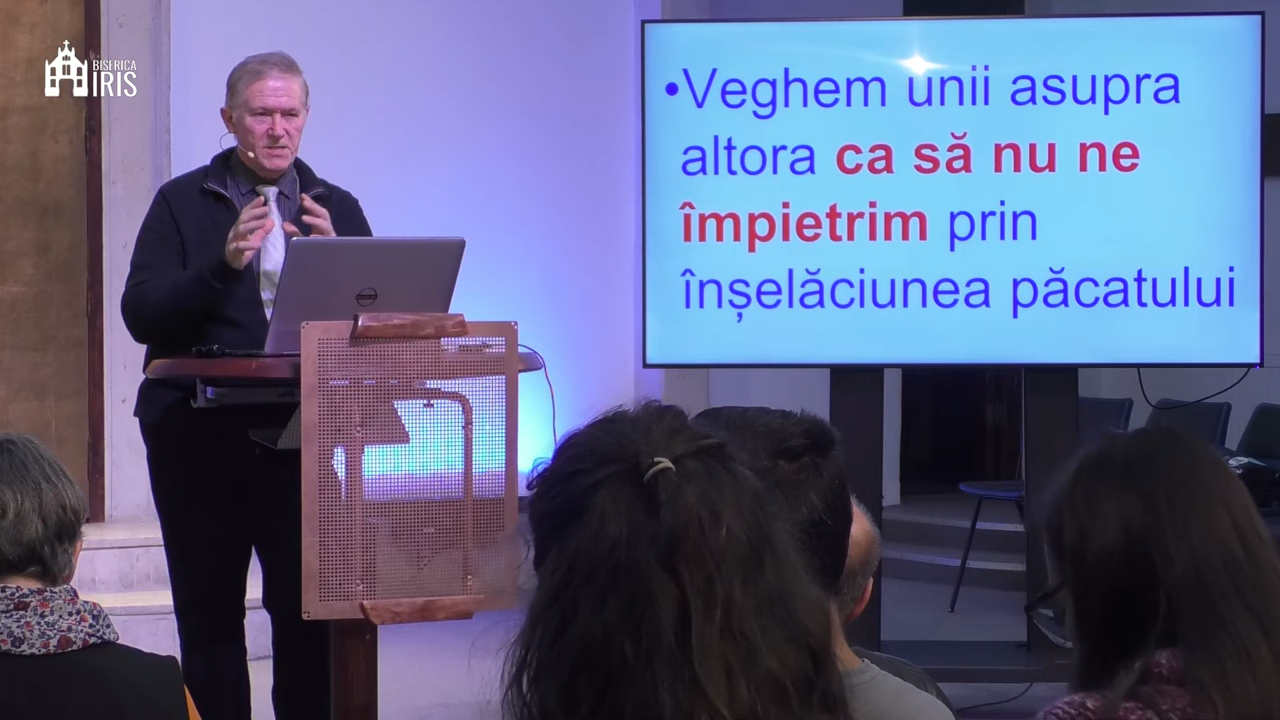 BISERICA
IRIS
•Veghem unii asupra
altora ca să nu ne
împietrim prin
înșelăciunea păcatului